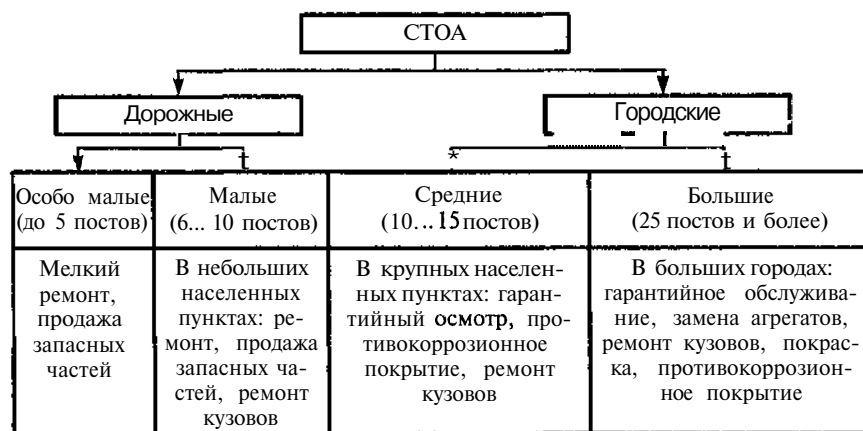 СТОА
Дорожные
Городские
Особо малые
(до 5 постов)
Малые
(6... 10 постов)
Средние
(10... 15 постов)
Большие
(25 постов и более)
Мелкий
ремонт,
продажа
запасных
частей
В небольших
населенных
пунктах: ре-
монт, продажа
запасных ча-
стей, ремонт
кузовов
В крупных населен-
ных пунктах: гаран-
тийный осмотр, про-
тивокоррозионное
покрытие, ремонт
кузовов
В больших городах:
гарантийное обслужива-
ние, замена агрегатов,
ремонт кузовов, покрас-
ка, противокоррозион-
ное покрытие